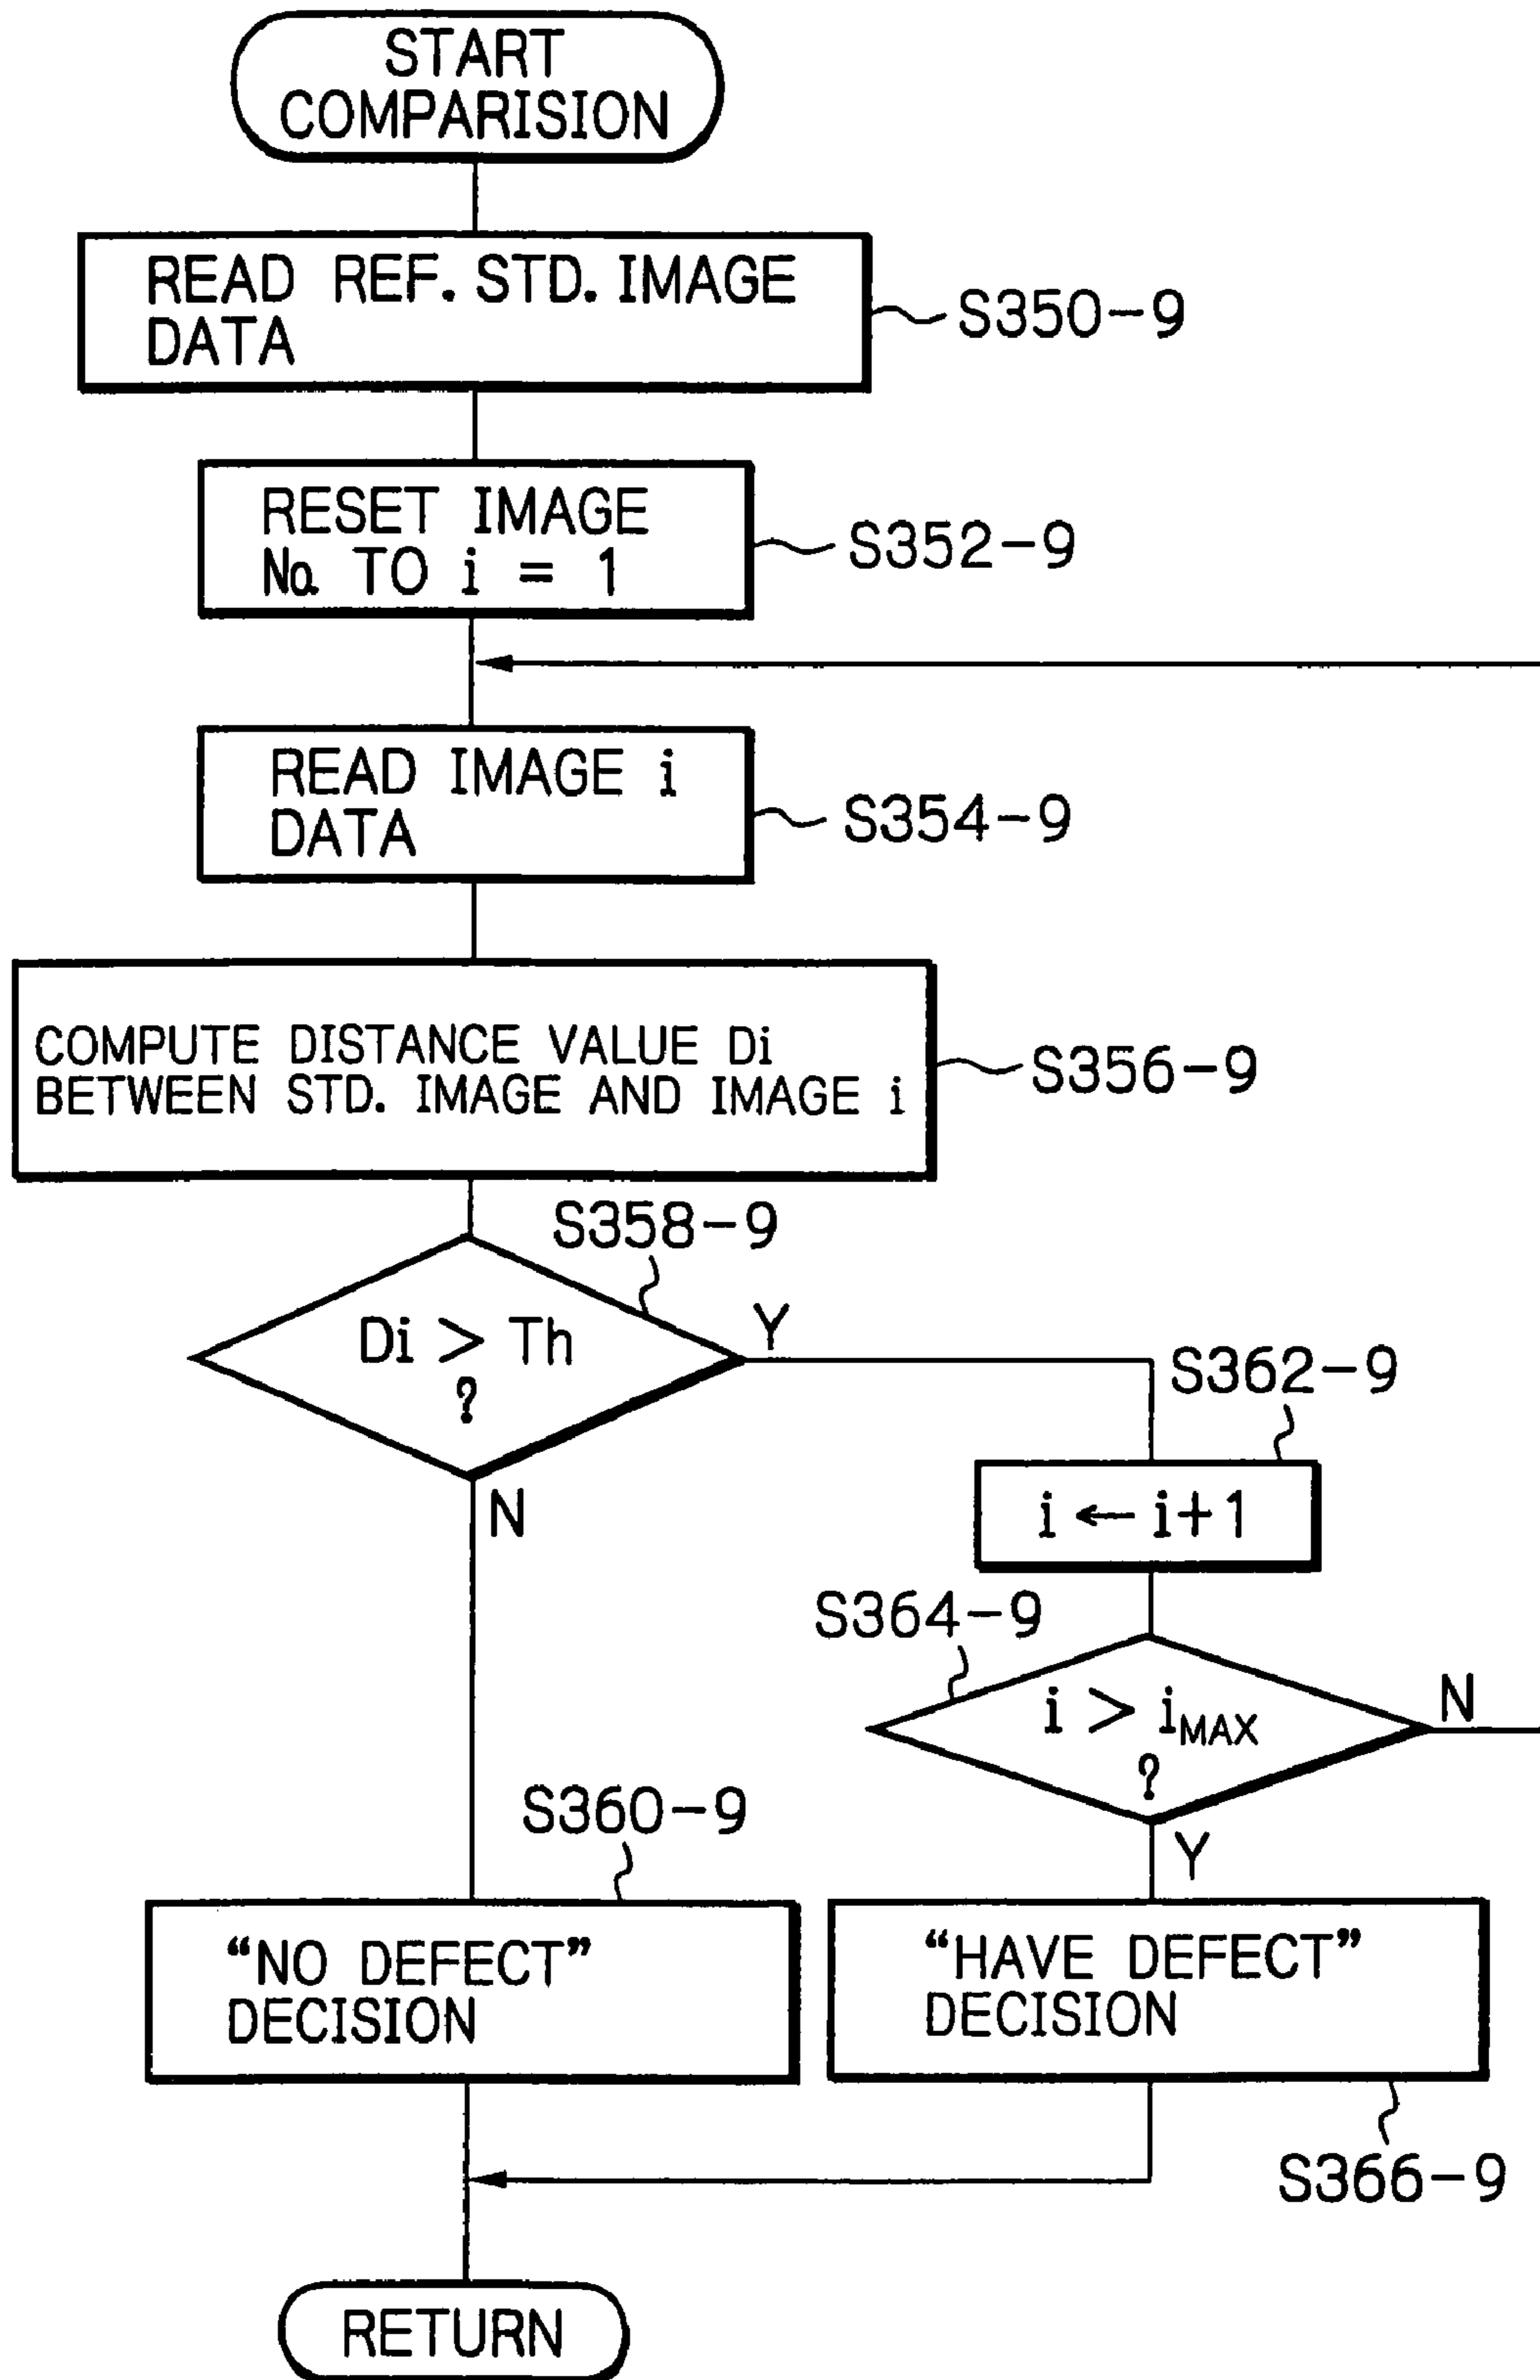 START
COMPARISION
READ REF. STD. IMAGE
DATA
S350-9
RESET IMAGE
No. TO i = 1
S352-9
READ IMAGE i
DATA
S354-9
COMPUTE DISTANCE VALUE Di
BETWEEN STD. IMAGE AND IMAGE i
S356-9
S358-9
Di > Th
?
Y
N
S362-9
i ← i+1
S364-9
i > iMAX
?
N
Y
S360-9
“NO DEFECT”
DECISION
“HAVE DEFECT”
DECISION
S366-9
RETURN